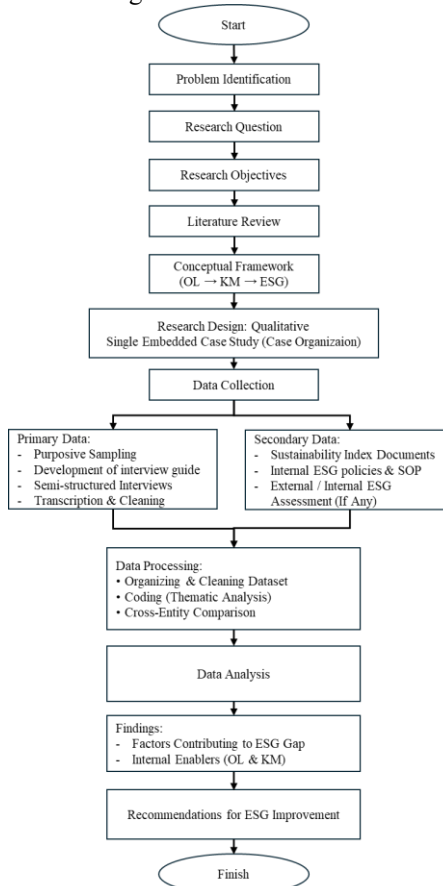 Start
Problem Identification
Research Question
Research Objectives
Literature Review
Conceptual Framework
(OL → KM → ESG)
Research Design: Qualitative
Single Embedded Case Study (Case Organizaion)
Data Collection
Primary Data:
- Purposive Sampling
- Development of interview guide
- Semi-structured Interviews
- Transcription & Cleaning
Secondary Data:
- Sustainability Index Documents
- Internal ESG policies & SOP
- External / Internal ESG
Assessment (If Any)
Data Processing:
• Organizing & Cleaning Dataset
• Coding (Thematic Analysis)
• Cross-Entity Comparison
Data Analysis
Findings:
- Factors Contributing to ESG Gap
- Internal Enablers (OL & KM)
Recommendations for ESG Improvement
Finish